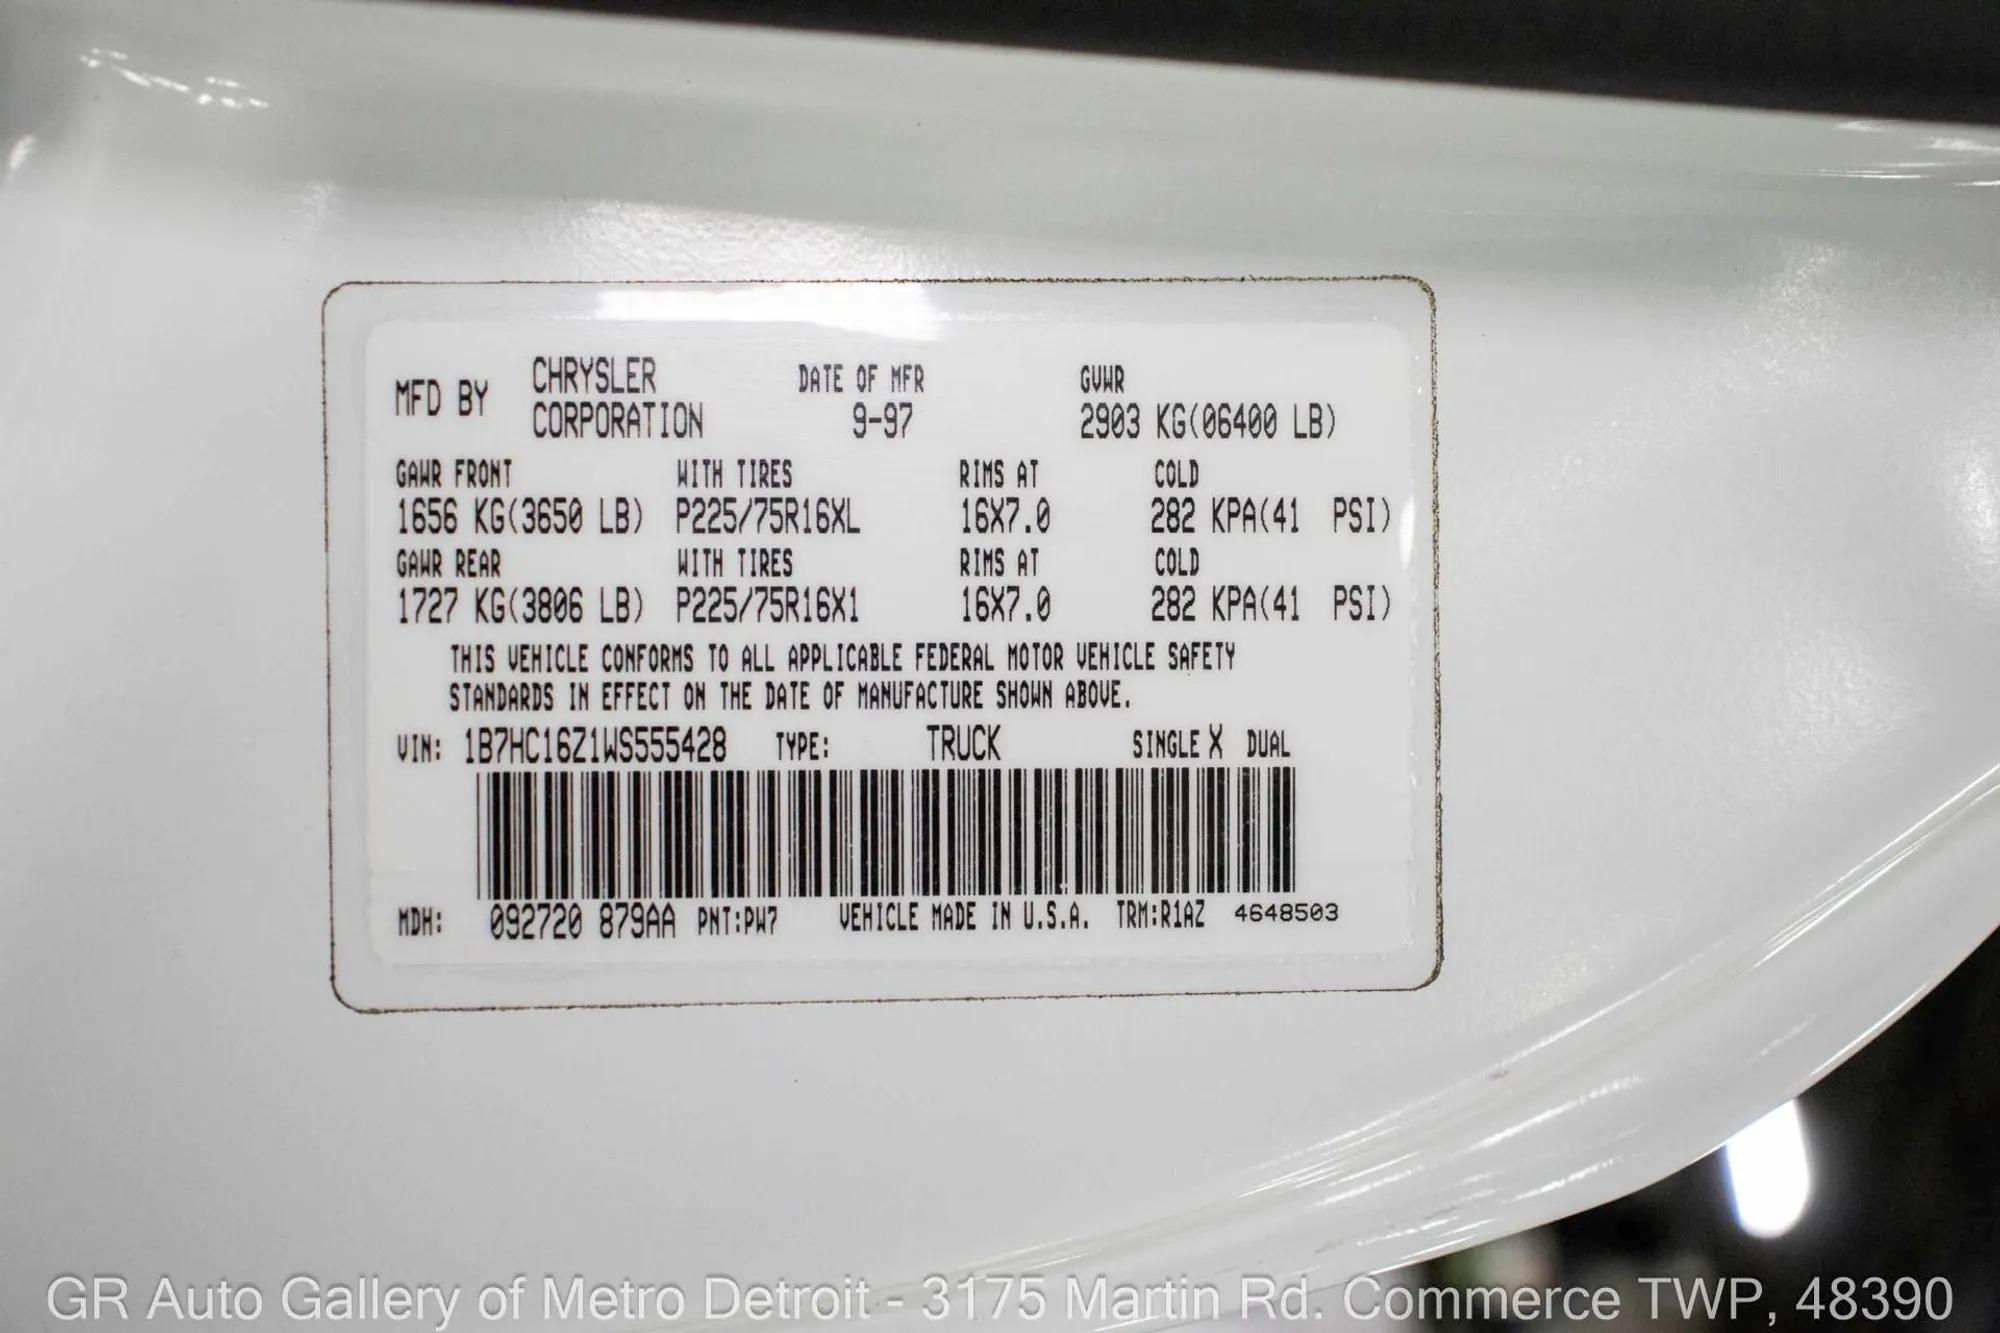 MFD BY CHRYSLER CORPORATION DATE OF MFR 9-97 GVWR 2903 KG(06400 LB)
GAWR FRONT WITH TIRES RIMS AT COLD
1656 KG(3650 LB) P225/75R16XL 16X7.0 282 KPA(41 PSI)
GAWR REAR WITH TIRES RIMS AT COLD
1727 KG(3806 LB) P225/75R16X1 16X7.0 282 KPA(41 PSI)
THIS VEHICLE CONFORMS TO ALL APPLICABLE FEDERAL MOTOR VEHICLE SAFETY
STANDARDS IN EFFECT ON THE DATE OF MANUFACTURE SHOWN ABOVE.
VIN: 1B7HC16Z1WS555428 TYPE: TRUCK SINGLE X DUAL
MDH: 092720 879AA PNT:PW7 VEHICLE MADE IN U.S.A. TRM:R1AZ 4648503
GR Auto Gallery of Metro Detroit - 3175 Martin Rd. Commerce TWP, 48390